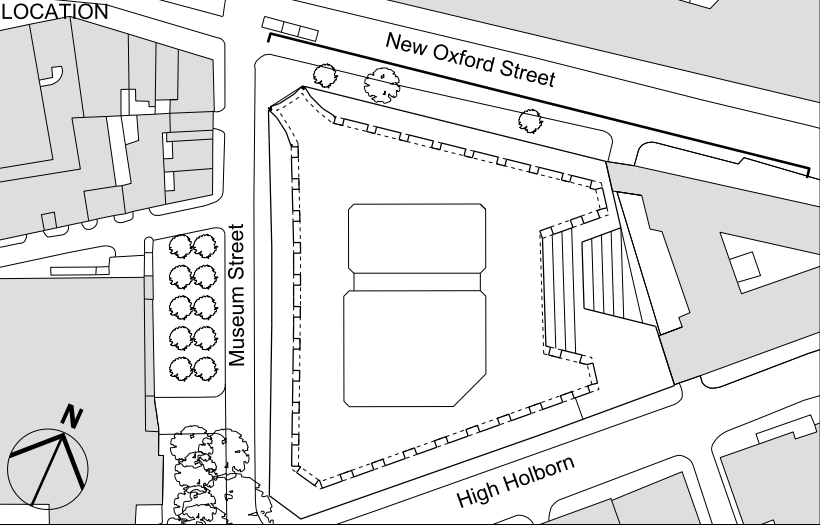 LOCATION
New Oxford Street
Museum Street
N
High Holborn